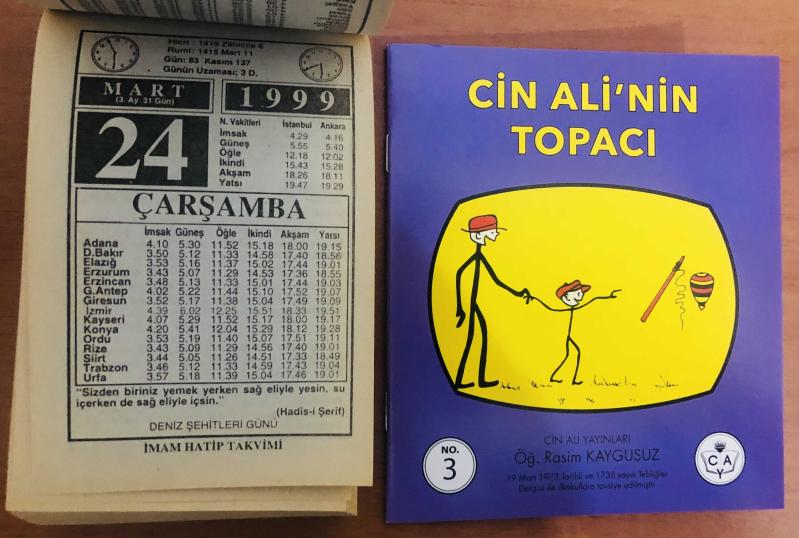 Hicri: 1419 Zilhicce 6
Rumi: 1415 Mart 11
Gün: 83 Kasım 137
Günün Uzaması; 3 D.
MART
(3. Ay 31 Gün)
1999
24
N. Vakitleri İstanbul Ankara
İmsak 4.29 4.16
Güneş 5.55 5.40
Öğle 12.18 12.02
İkindi 15.43 15.28
Akşam 18.26 18.11
Yatsı 19.47 19.29
ÇARŞAMBA
İmsak Güneş Öğle İkindi Akşam Yatsı
Adana 4.10 5.30 11.52 15.18 18.00 19.15
D.Bakır 3.50 5.12 11.33 14.58 17.40 18.56
Elazığ 3.53 5.16 11.37 15.02 17.44 19.01
Erzurum 3.43 5.07 11.29 14.53 17.36 18.55
Erzincan 3.48 5.13 11.33 15.01 17.44 19.03
G.Antep 4.02 5.22 11.44 15.10 17.52 19.07
Giresun 3.52 5.17 11.38 15.04 17.49 19.09
İzmir 4.39 6.02 12.25 15.51 18.33 19.51
Kayseri 4.07 5.29 11.52 15.17 18.00 19.17
Konya 4.20 5.41 12.04 15.29 18.12 19.28
Ordu 3.53 5.19 11.40 15.07 17.51 19.11
Rize 3.43 5.09 11.29 14.56 17.40 19.01
Siirt 3.44 5.05 11.26 14.51 17.33 18.49
Trabzon 3.46 5.12 11.33 14.59 17.43 19.04
Urfa 3.57 5.18 11.39 15.04 17.46 19.01
"Sizden biriniz yemek yerken sağ eliyle yesin, su
içerken de sağ eliyle içsin."
(Hadis-i Şerif)
DENİZ ŞEHİTLERİ GÜNÜ
İMAM HATİP TAKVİMİ
CİN ALİ'NİN
TOPACI
NO.
3
CİN ALİ YAYINLARI
Öğ. Rasim KAYGUSUZ
19 Mart 1973 Tarihli ve 1738 sayılı Tebliğler
Dergisi ile ilkokullara tavsiye edilmiştir
C A
Y